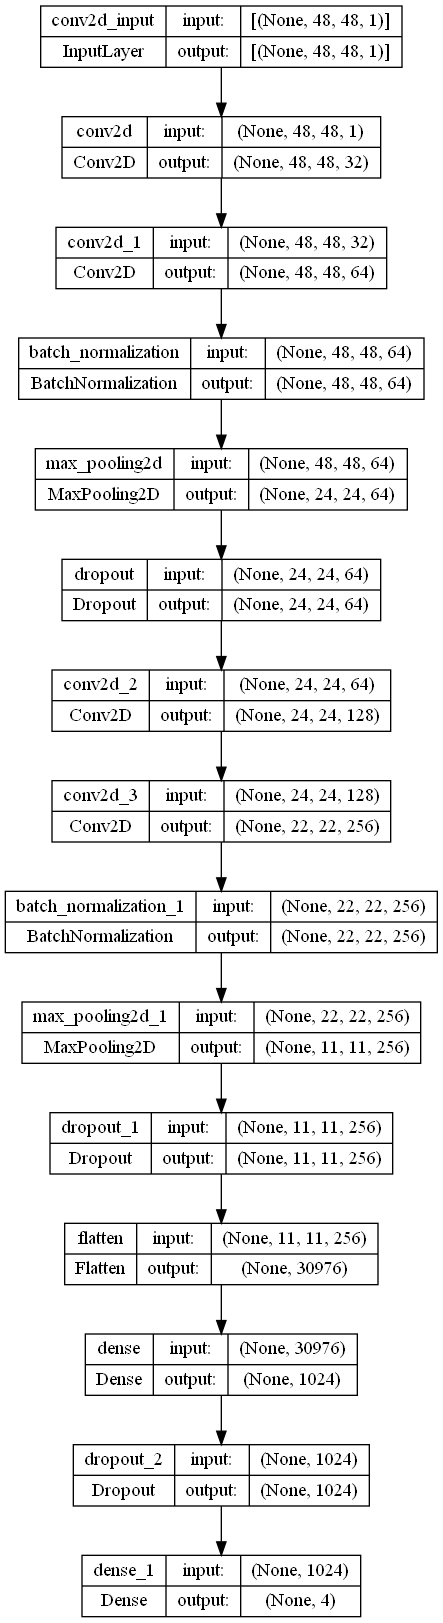 conv2d_input input: [(None, 48, 48, 1)]
InputLayer output: [(None, 48, 48, 1)]
conv2d input: (None, 48, 48, 1)
Conv2D output: (None, 48, 48, 32)
conv2d_1 input: (None, 48, 48, 32)
Conv2D output: (None, 48, 48, 64)
batch_normalization input: (None, 48, 48, 64)
BatchNormalization output: (None, 48, 48, 64)
max_pooling2d input: (None, 48, 48, 64)
MaxPooling2D output: (None, 24, 24, 64)
dropout input: (None, 24, 24, 64)
Dropout output: (None, 24, 24, 64)
conv2d_2 input: (None, 24, 24, 64)
Conv2D output: (None, 24, 24, 128)
conv2d_3 input: (None, 24, 24, 128)
Conv2D output: (None, 22, 22, 256)
batch_normalization_1 input: (None, 22, 22, 256)
BatchNormalization output: (None, 22, 22, 256)
max_pooling2d_1 input: (None, 22, 22, 256)
MaxPooling2D output: (None, 11, 11, 256)
dropout_1 input: (None, 11, 11, 256)
Dropout output: (None, 11, 11, 256)
flatten input: (None, 11, 11, 256)
Flatten output: (None, 30976)
dense input: (None, 30976)
Dense output: (None, 1024)
dropout_2 input: (None, 1024)
Dropout output: (None, 1024)
dense_1 input: (None, 1024)
Dense output: (None, 4)